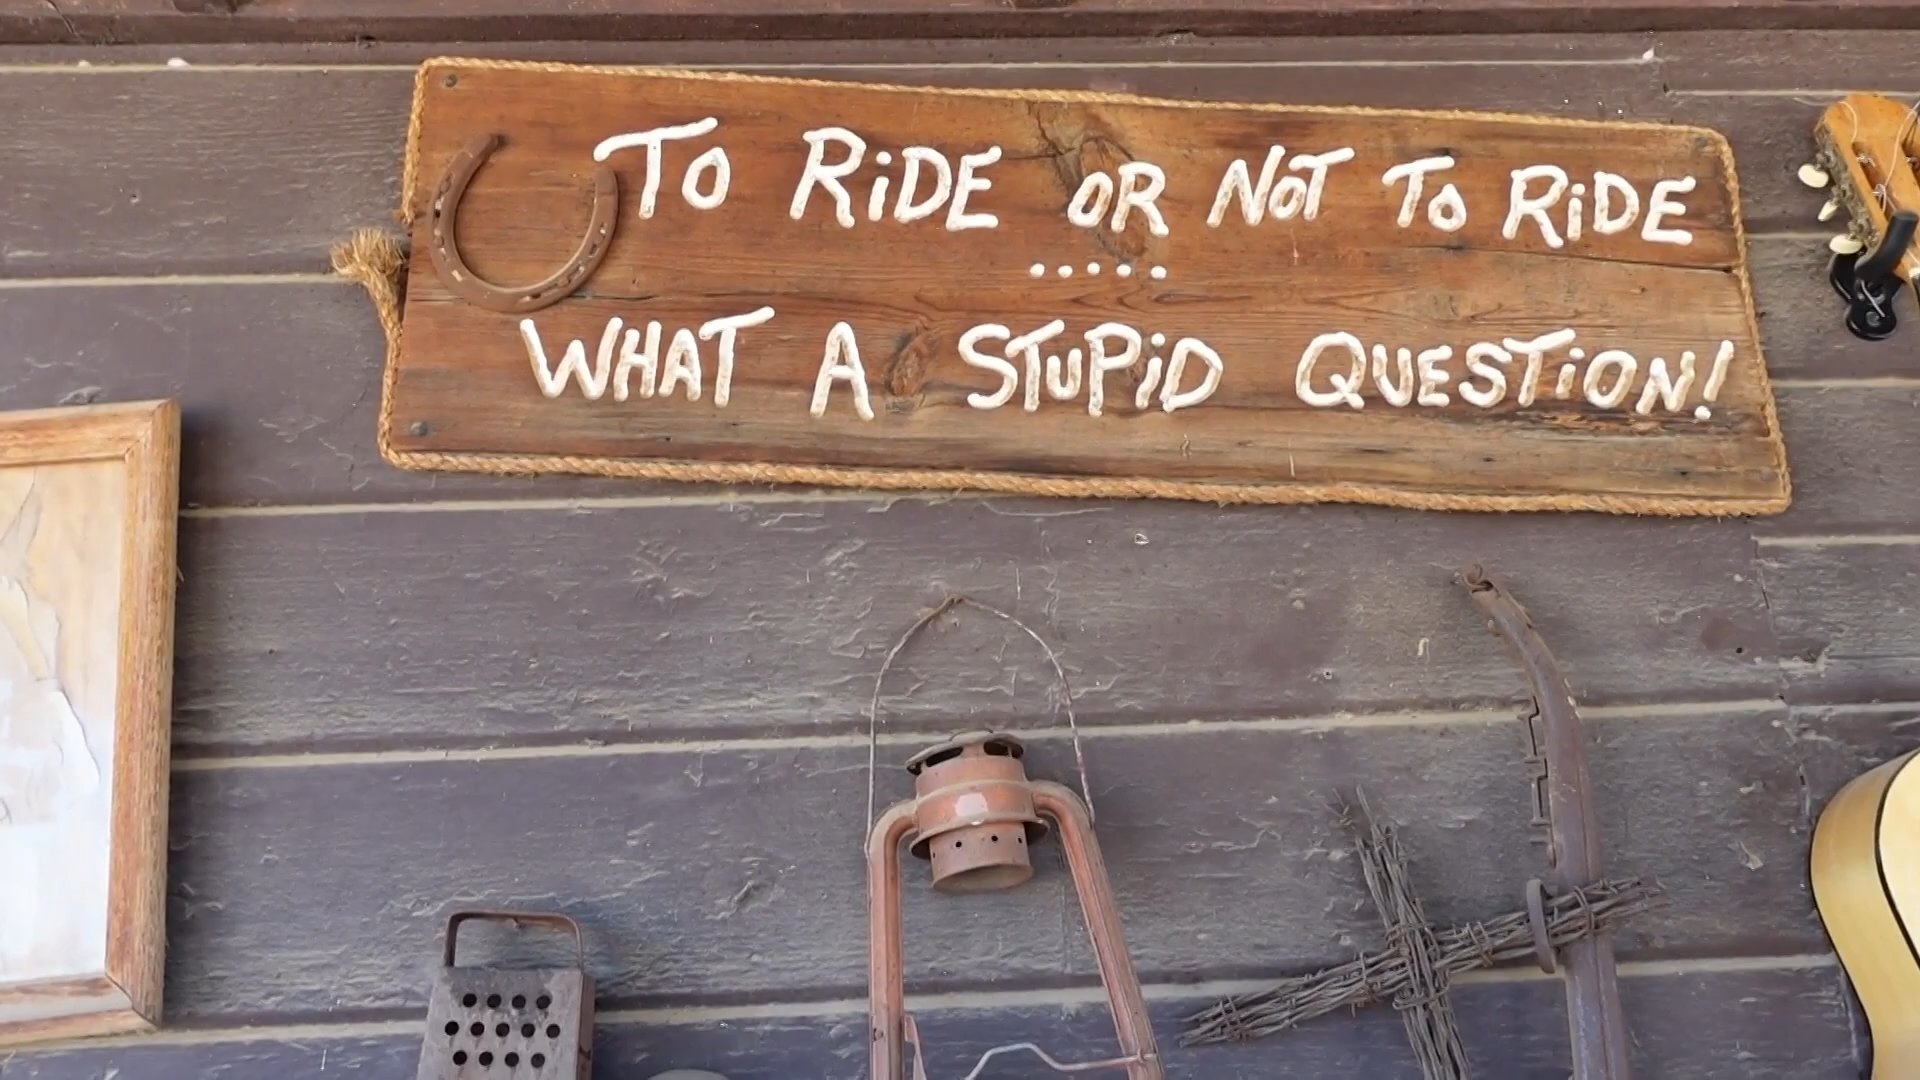 TO RiDE OR NOT TO RiDE
.....
WHAT A STUPiD QUESTiON!